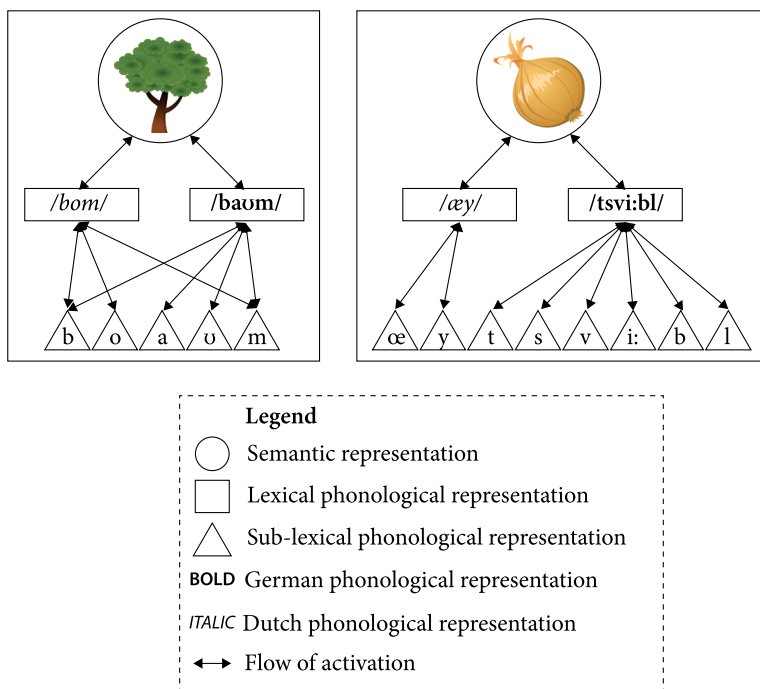 /bom/ /baʊm/
b o a ʊ m
/æy/ /tsvi:bl/
œ y t s v i: b l
Legend
Semantic representation
Lexical phonological representation
Sub-lexical phonological representation
BOLD German phonological representation
ITALIC Dutch phonological representation
Flow of activation